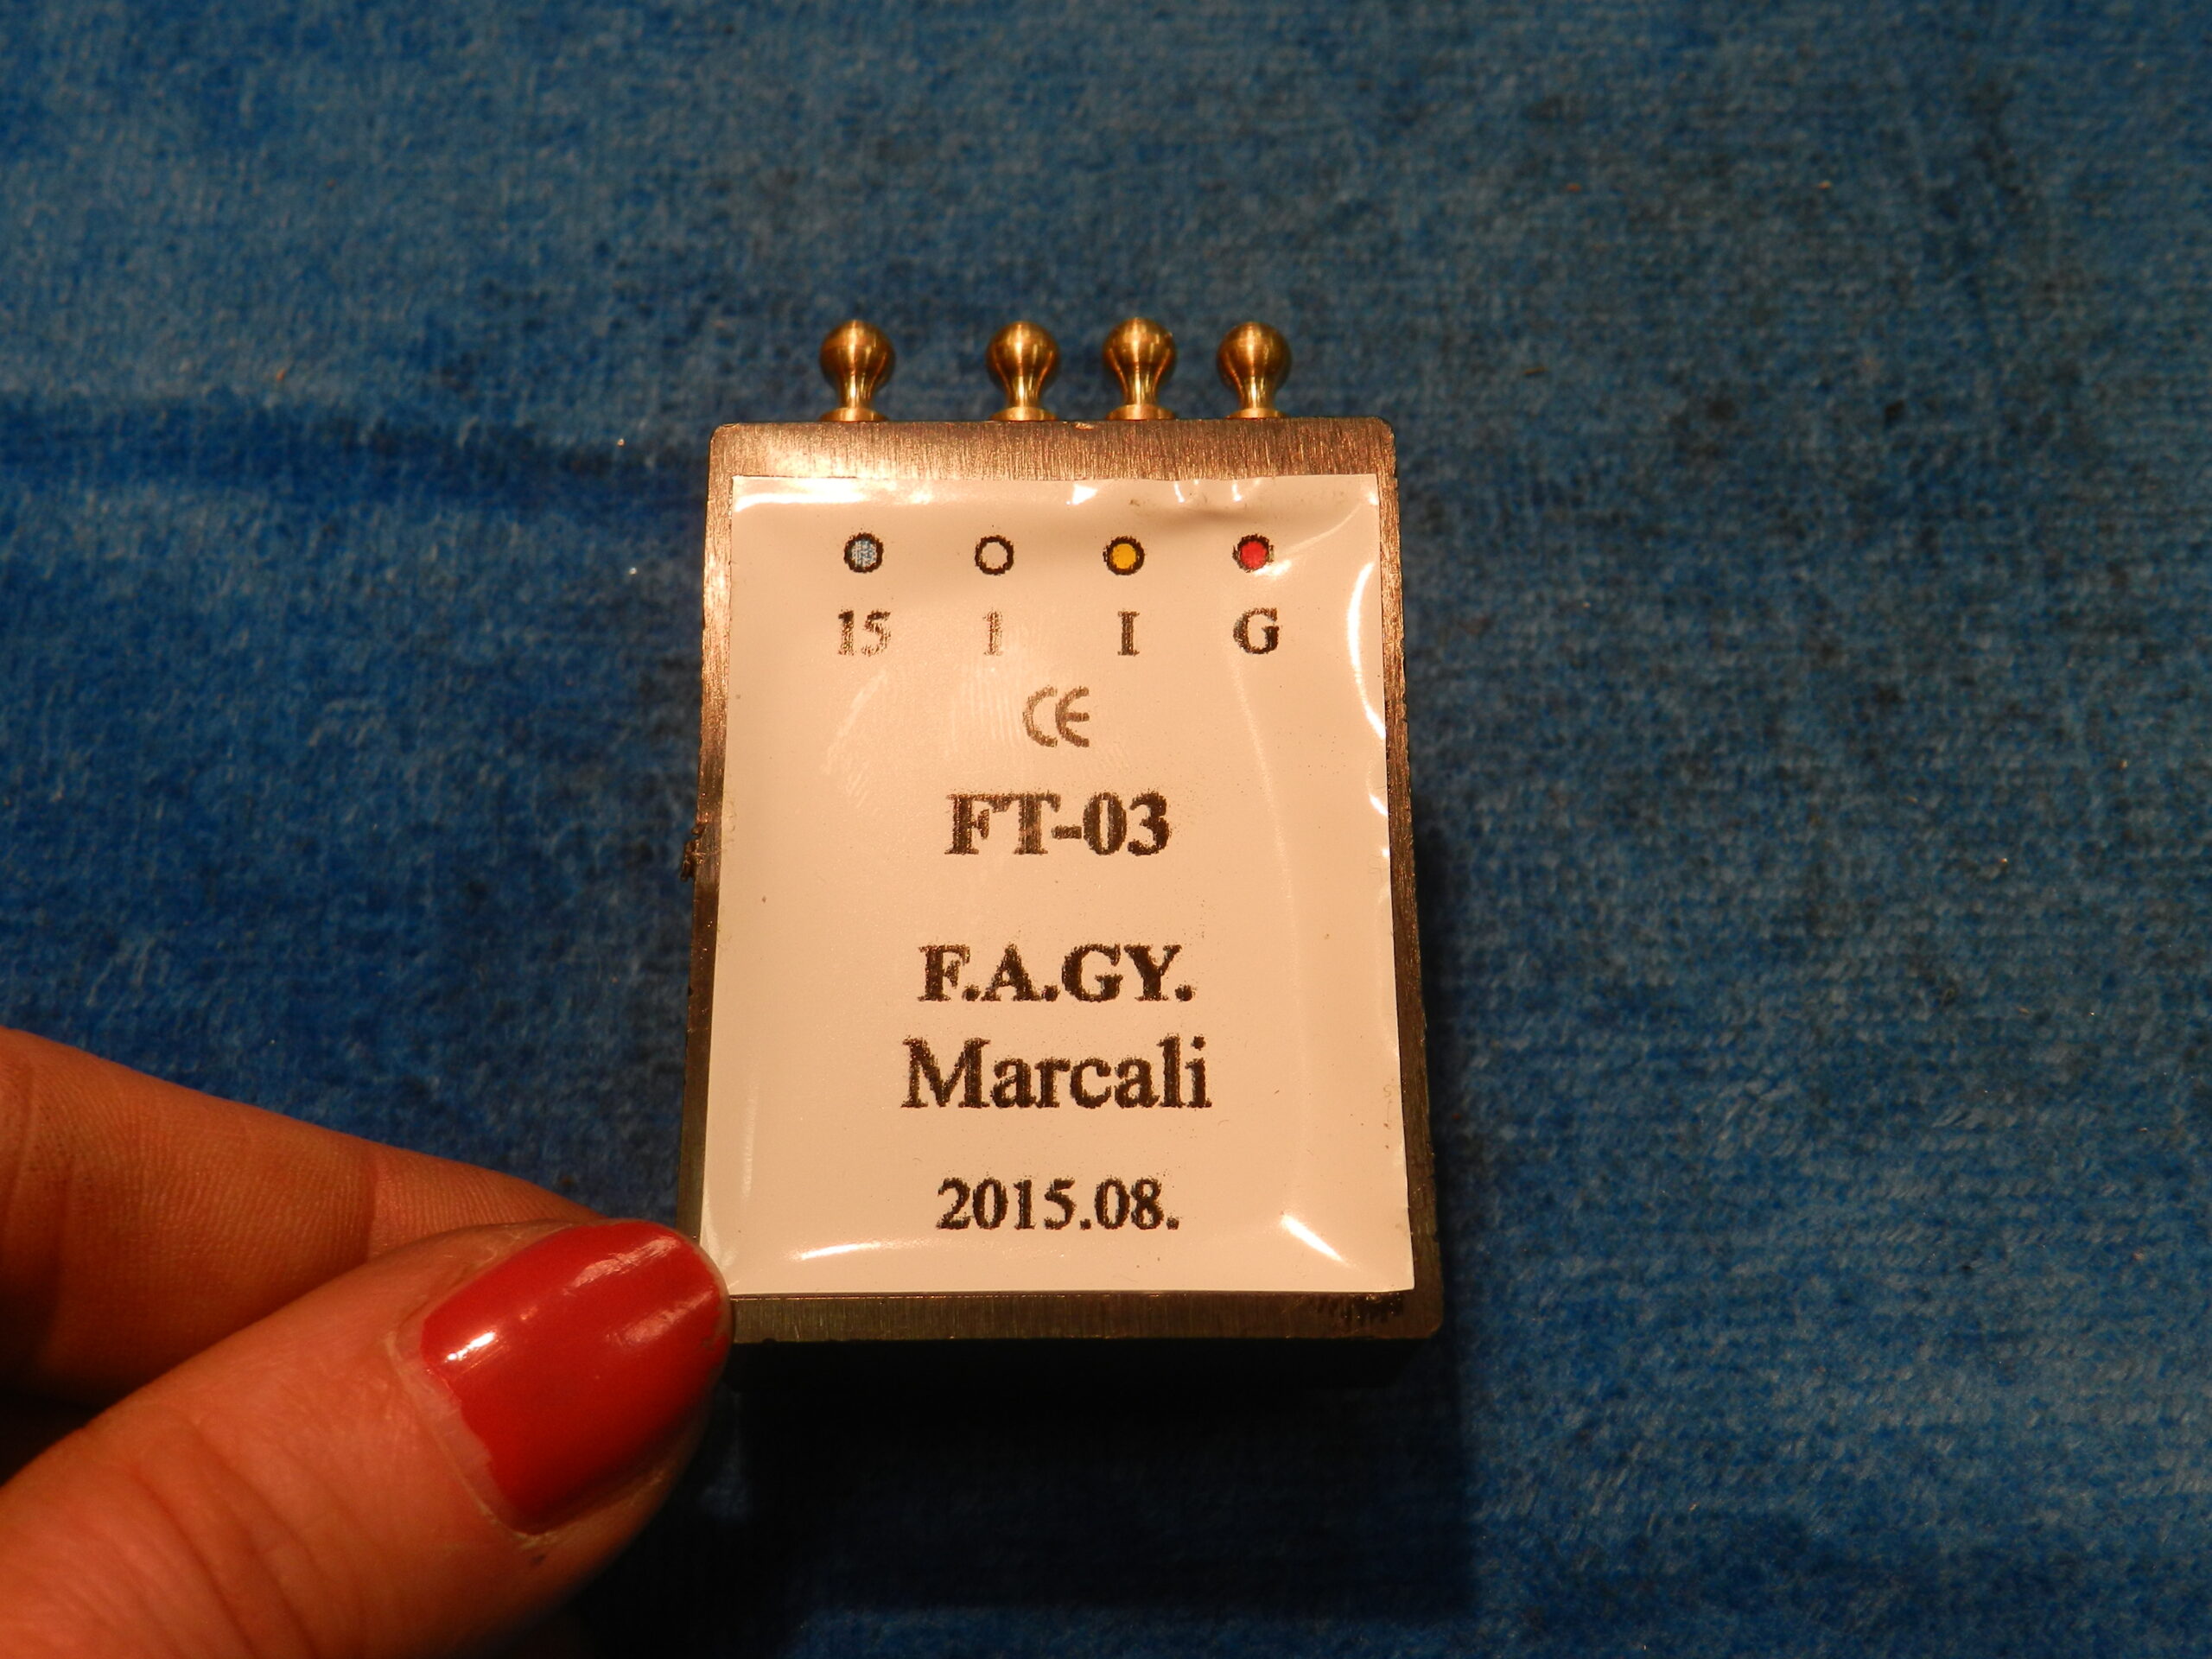 15 1 I G
CE
FT-03
F.A.GY.
Marcali
2015.08.